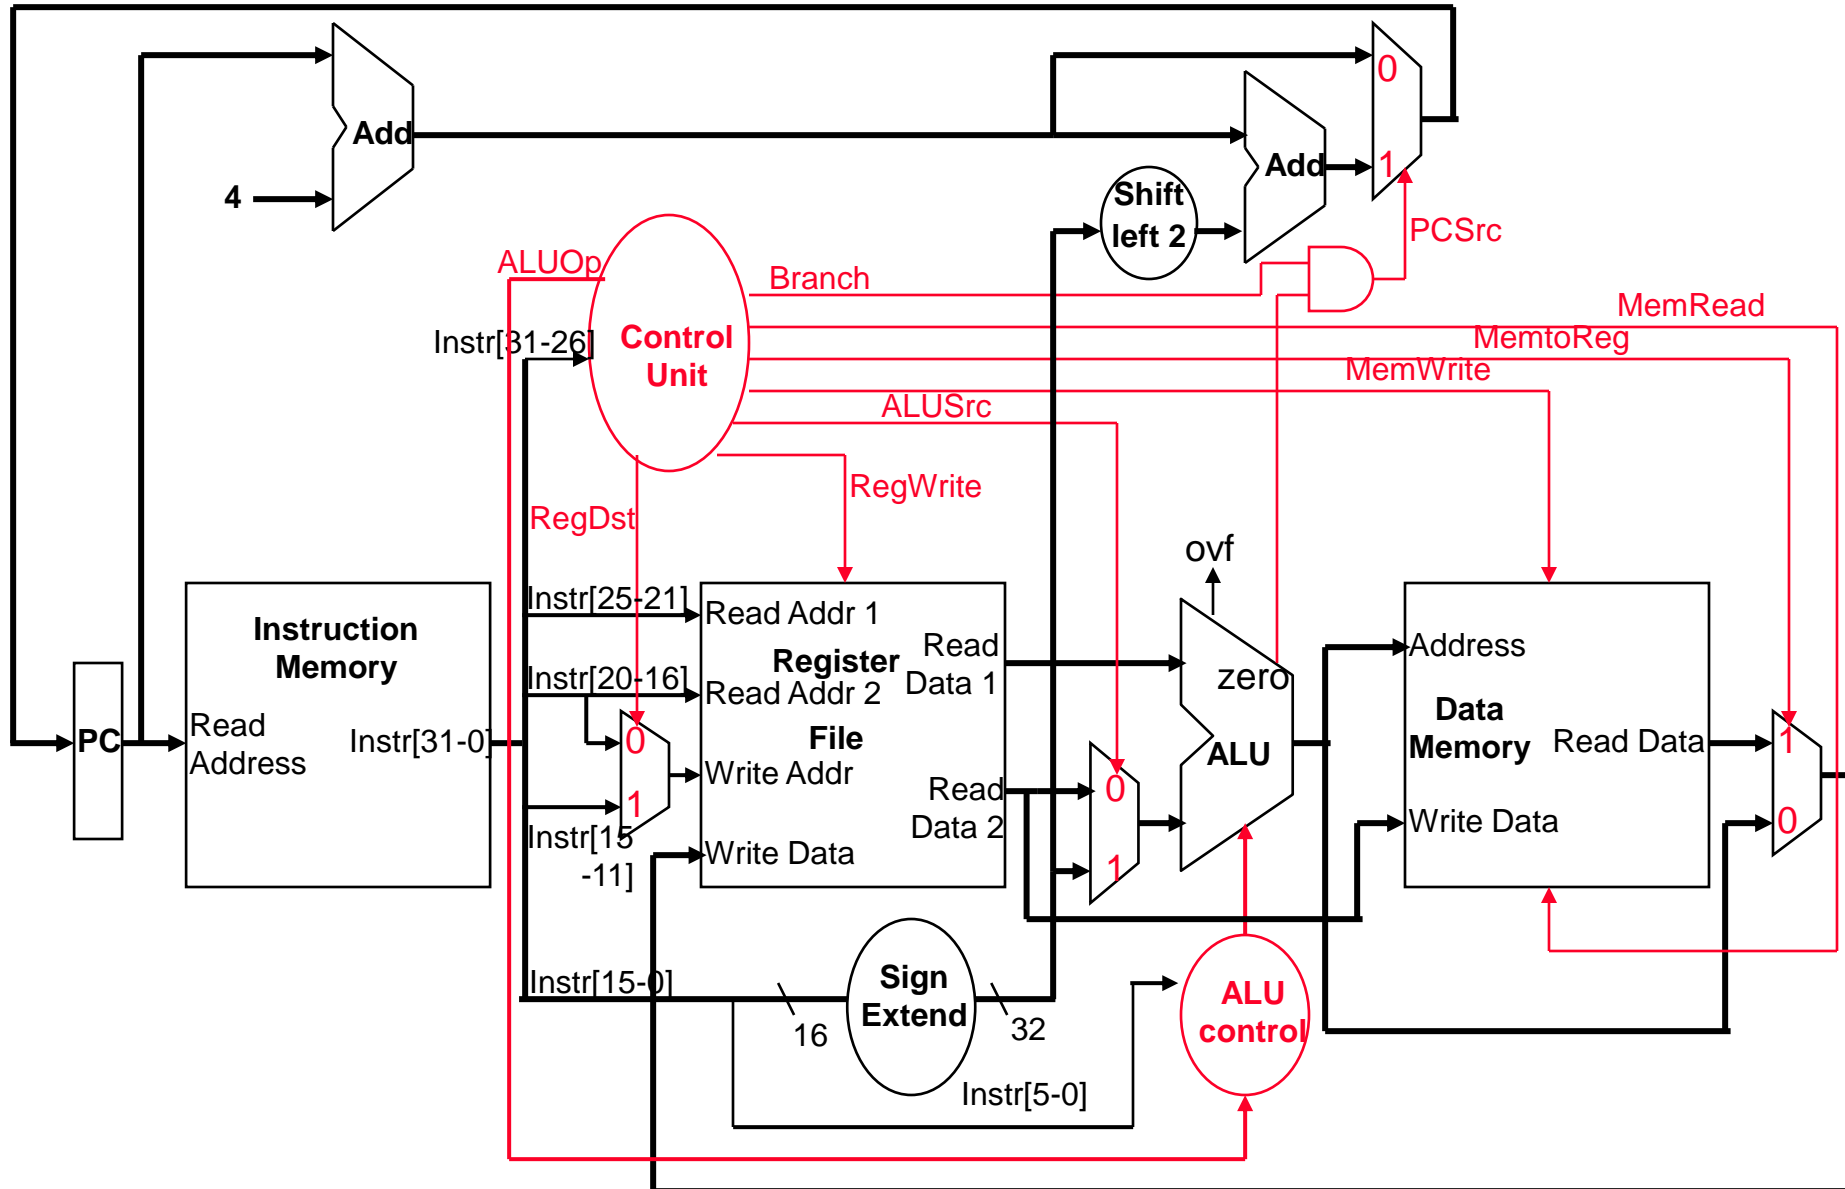 0
Add
Add
1
4
Shift
left 2
PCSrc
ALUOp
Branch
MemRead
Instr[31-26]
Control
Unit
MemtoReg
MemWrite
ALUSrc
RegWrite
RegDst
ovf
Instr[25-21]
Read Addr 1
Instruction
Memory
Register
File
Read
Data 1
Address
Instr[20-16]
Read Addr 2
zero
PC
Read
Address
Instr[31-0]
0
1
Write Addr
ALU
Data
Memory
Read Data
1
0
Read
Data 2
0
1
Write Data
Instr[15
-11]
Write Data
Instr[15-0]
16
Sign
Extend
32
ALU
control
Instr[5-0]